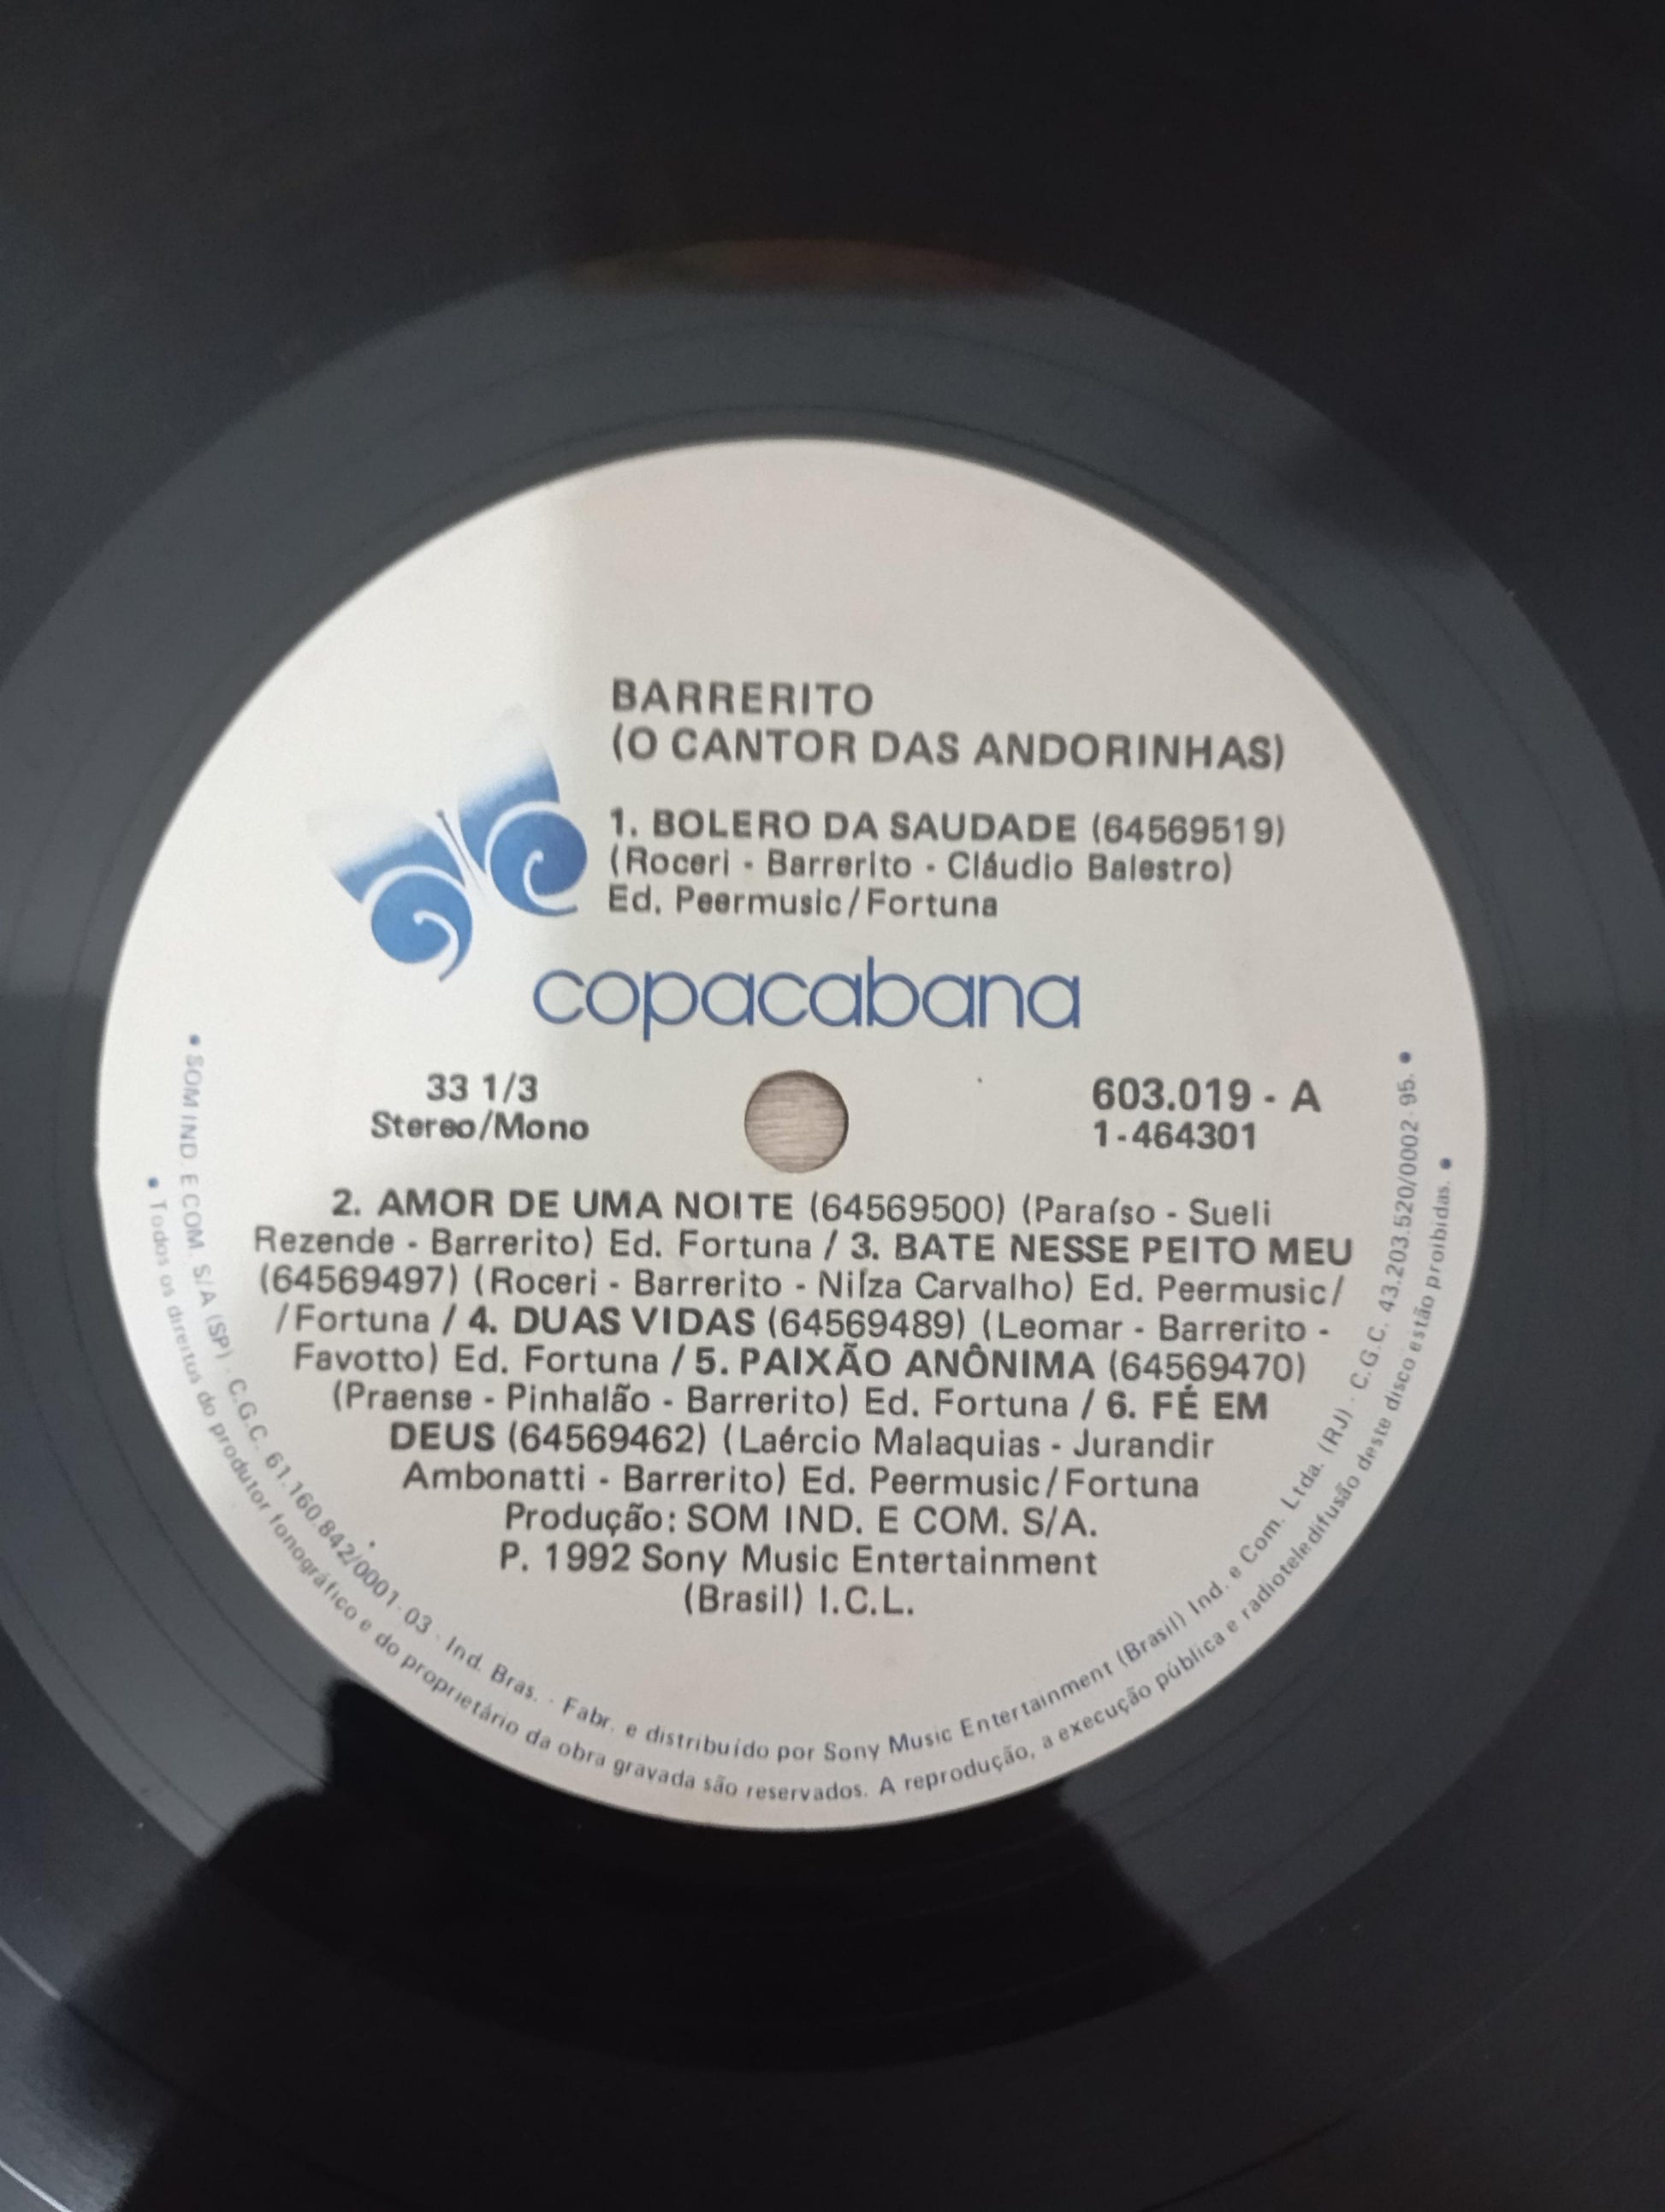 BARRERITO
(O CANTOR DAS ANDORINHAS)
1. BOLERO DA SAUDADE (64569519)
(Roceri - Barrerito - Cláudio Balestro)
Ed. Peermusic/Fortuna
copacabana
33 1/3
Stereo/Mono
603.019 - A
1-464301
2. AMOR DE UMA NOITE (64569500) (Paraíso - Sueli
Rezende - Barrerito) Ed. Fortuna / 3. BATE NESSE PEITO MEU
(64569497) (Roceri - Barrerito - Nilza Carvalho) Ed. Peermusic/
/Fortuna / 4. DUAS VIDAS (64569489) (Leomar - Barrerito -
Favotto) Ed. Fortuna / 5. PAIXÃO ANÔNIMA (64569470)
(Praense - Pinhalão - Barrerito) Ed. Fortuna / 6. FÉ EM
DEUS (64569462) (Laércio Malaquias - Jurandir
Ambonatti - Barrerito) Ed. Peermusic/Fortuna
Produção: SOM IND. E COM. S/A.
P. 1992 Sony Music Entertainment
(Brasil) I.C.L.
• SOM IND. E COM. S/A (SP) - C.G.C. 61.160.842/0001-03 - Ind. Bras. - Fabr. e distribuído por Sony Music Entertainment (Brasil) Ind. e Com. Ltda. (RJ) - C.G.C. 43.203.520/0002-95. •
• Todos os direitos do produtor fonográfico e do proprietário da obra gravada são reservados. A reprodução, a execução pública e radioteledifusão deste disco estão proibidas. •